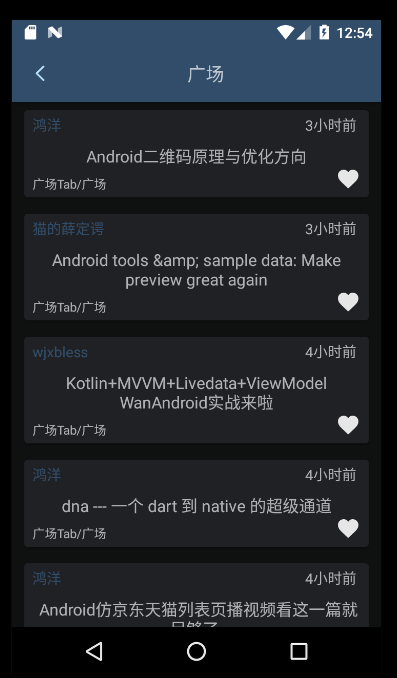 12:54
广场
鸿洋 3小时前
Android二维码原理与优化方向
广场Tab/广场
猫的薛定谔 3小时前
Android tools &amp; sample data: Make
preview great again
广场Tab/广场
wjxbless 4小时前
Kotlin+MVVM+Livedata+ViewModel
WanAndroid实战来啦
广场Tab/广场
鸿洋 4小时前
dna --- 一个 dart 到 native 的超级通道
广场Tab/广场
鸿洋 4小时前
Android仿京东天猫列表页播视频看这一篇就